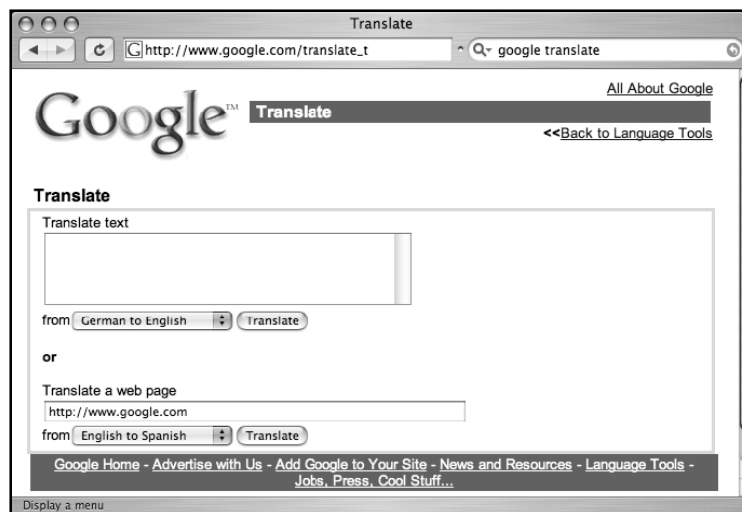 Translate
http://www.google.com/translate_t
google translate
All About Google
Google™
Translate
<<Back to Language Tools
Translate
Translate text
from German to English Translate
or
Translate a web page
http://www.google.com
from English to Spanish Translate
Google Home - Advertise with Us - Add Google to Your Site - News and Resources - Language Tools -
Jobs, Press, Cool Stuff...
Display a menu